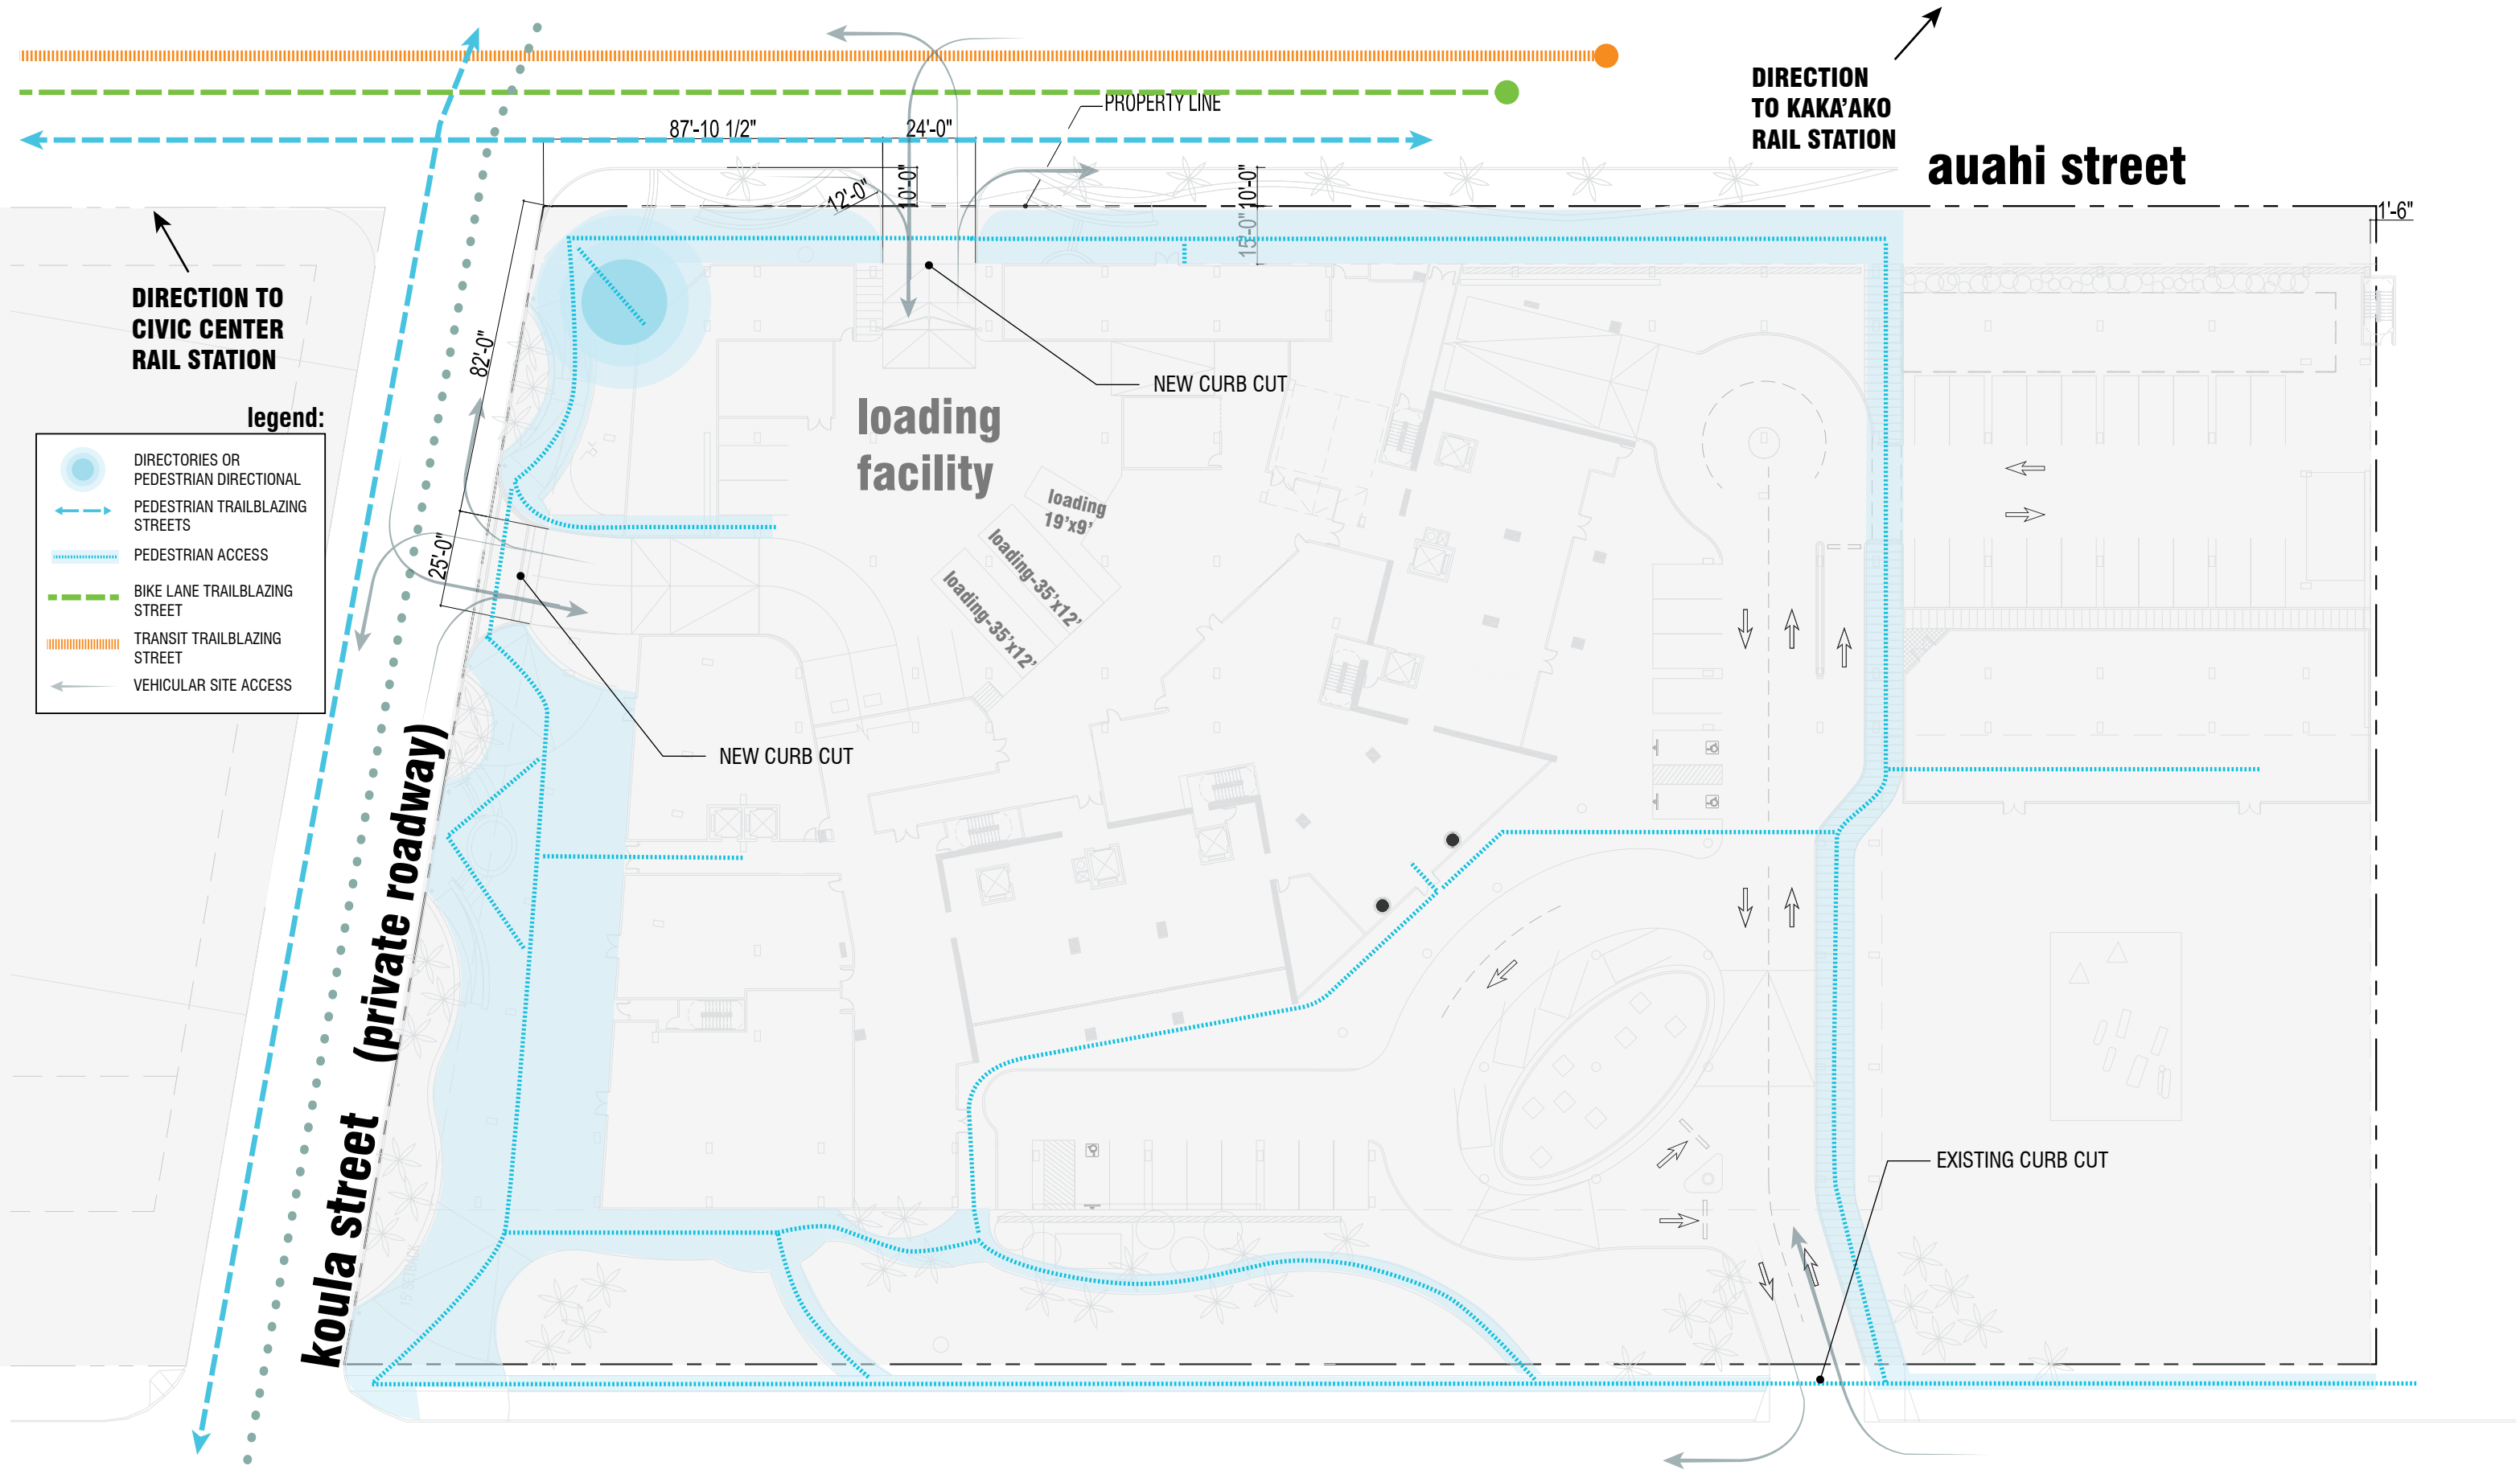 DIRECTION
TO KAKA'AKO
RAIL STATION
auahi street
PROPERTY LINE
87'-10 1/2"
24'-0"
12'-0"
10'-0"
10'-0"
15'-0"
1'-6"
DIRECTION TO
CIVIC CENTER
RAIL STATION
82'-0"
25'-0"
legend:
DIRECTORIES OR
PEDESTRIAN DIRECTIONAL
PEDESTRIAN TRAILBLAZING
STREETS
PEDESTRIAN ACCESS
BIKE LANE TRAILBLAZING
STREET
TRANSIT TRAILBLAZING
STREET
VEHICULAR SITE ACCESS
NEW CURB CUT
loading
facility
loading
19'x9'
loading-35'x12'
loading-35'x12'
NEW CURB CUT
koula street (private roadway)
15' SETBACK
EXISTING CURB CUT